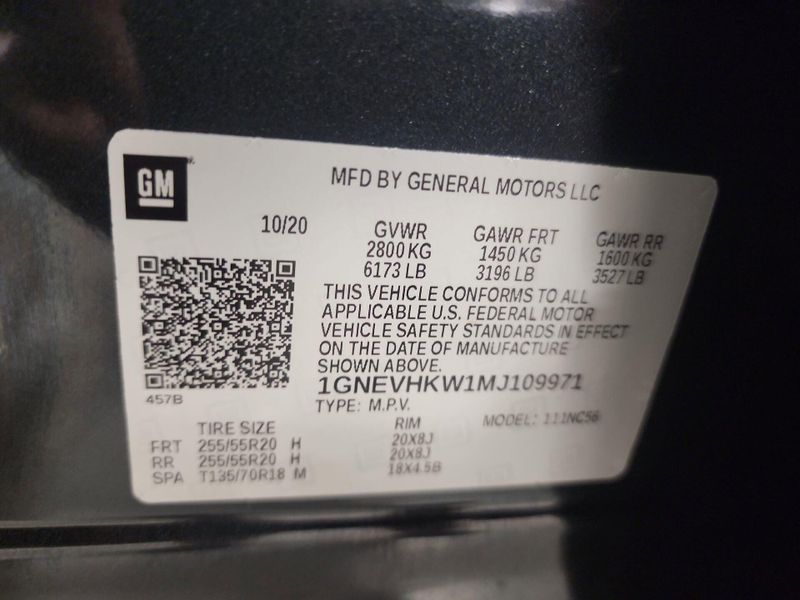 GM
MFD BY GENERAL MOTORS LLC
10/20
GVWR GAWR FRT GAWR RR
2800 KG 1450 KG 1600 KG
6173 LB 3196 LB 3527 LB
THIS VEHICLE CONFORMS TO ALL
APPLICABLE U.S. FEDERAL MOTOR
VEHICLE SAFETY STANDARDS IN EFFECT
ON THE DATE OF MANUFACTURE
SHOWN ABOVE.
1GNEVHKW1MJ109971
457B
TYPE: M.P.V. MODEL: 111NC56
TIRE SIZE RIM
FRT 255/55R20 H 20X8J
RR 255/55R20 H 20X8J
SPA T135/70R18 M 18X4.5B